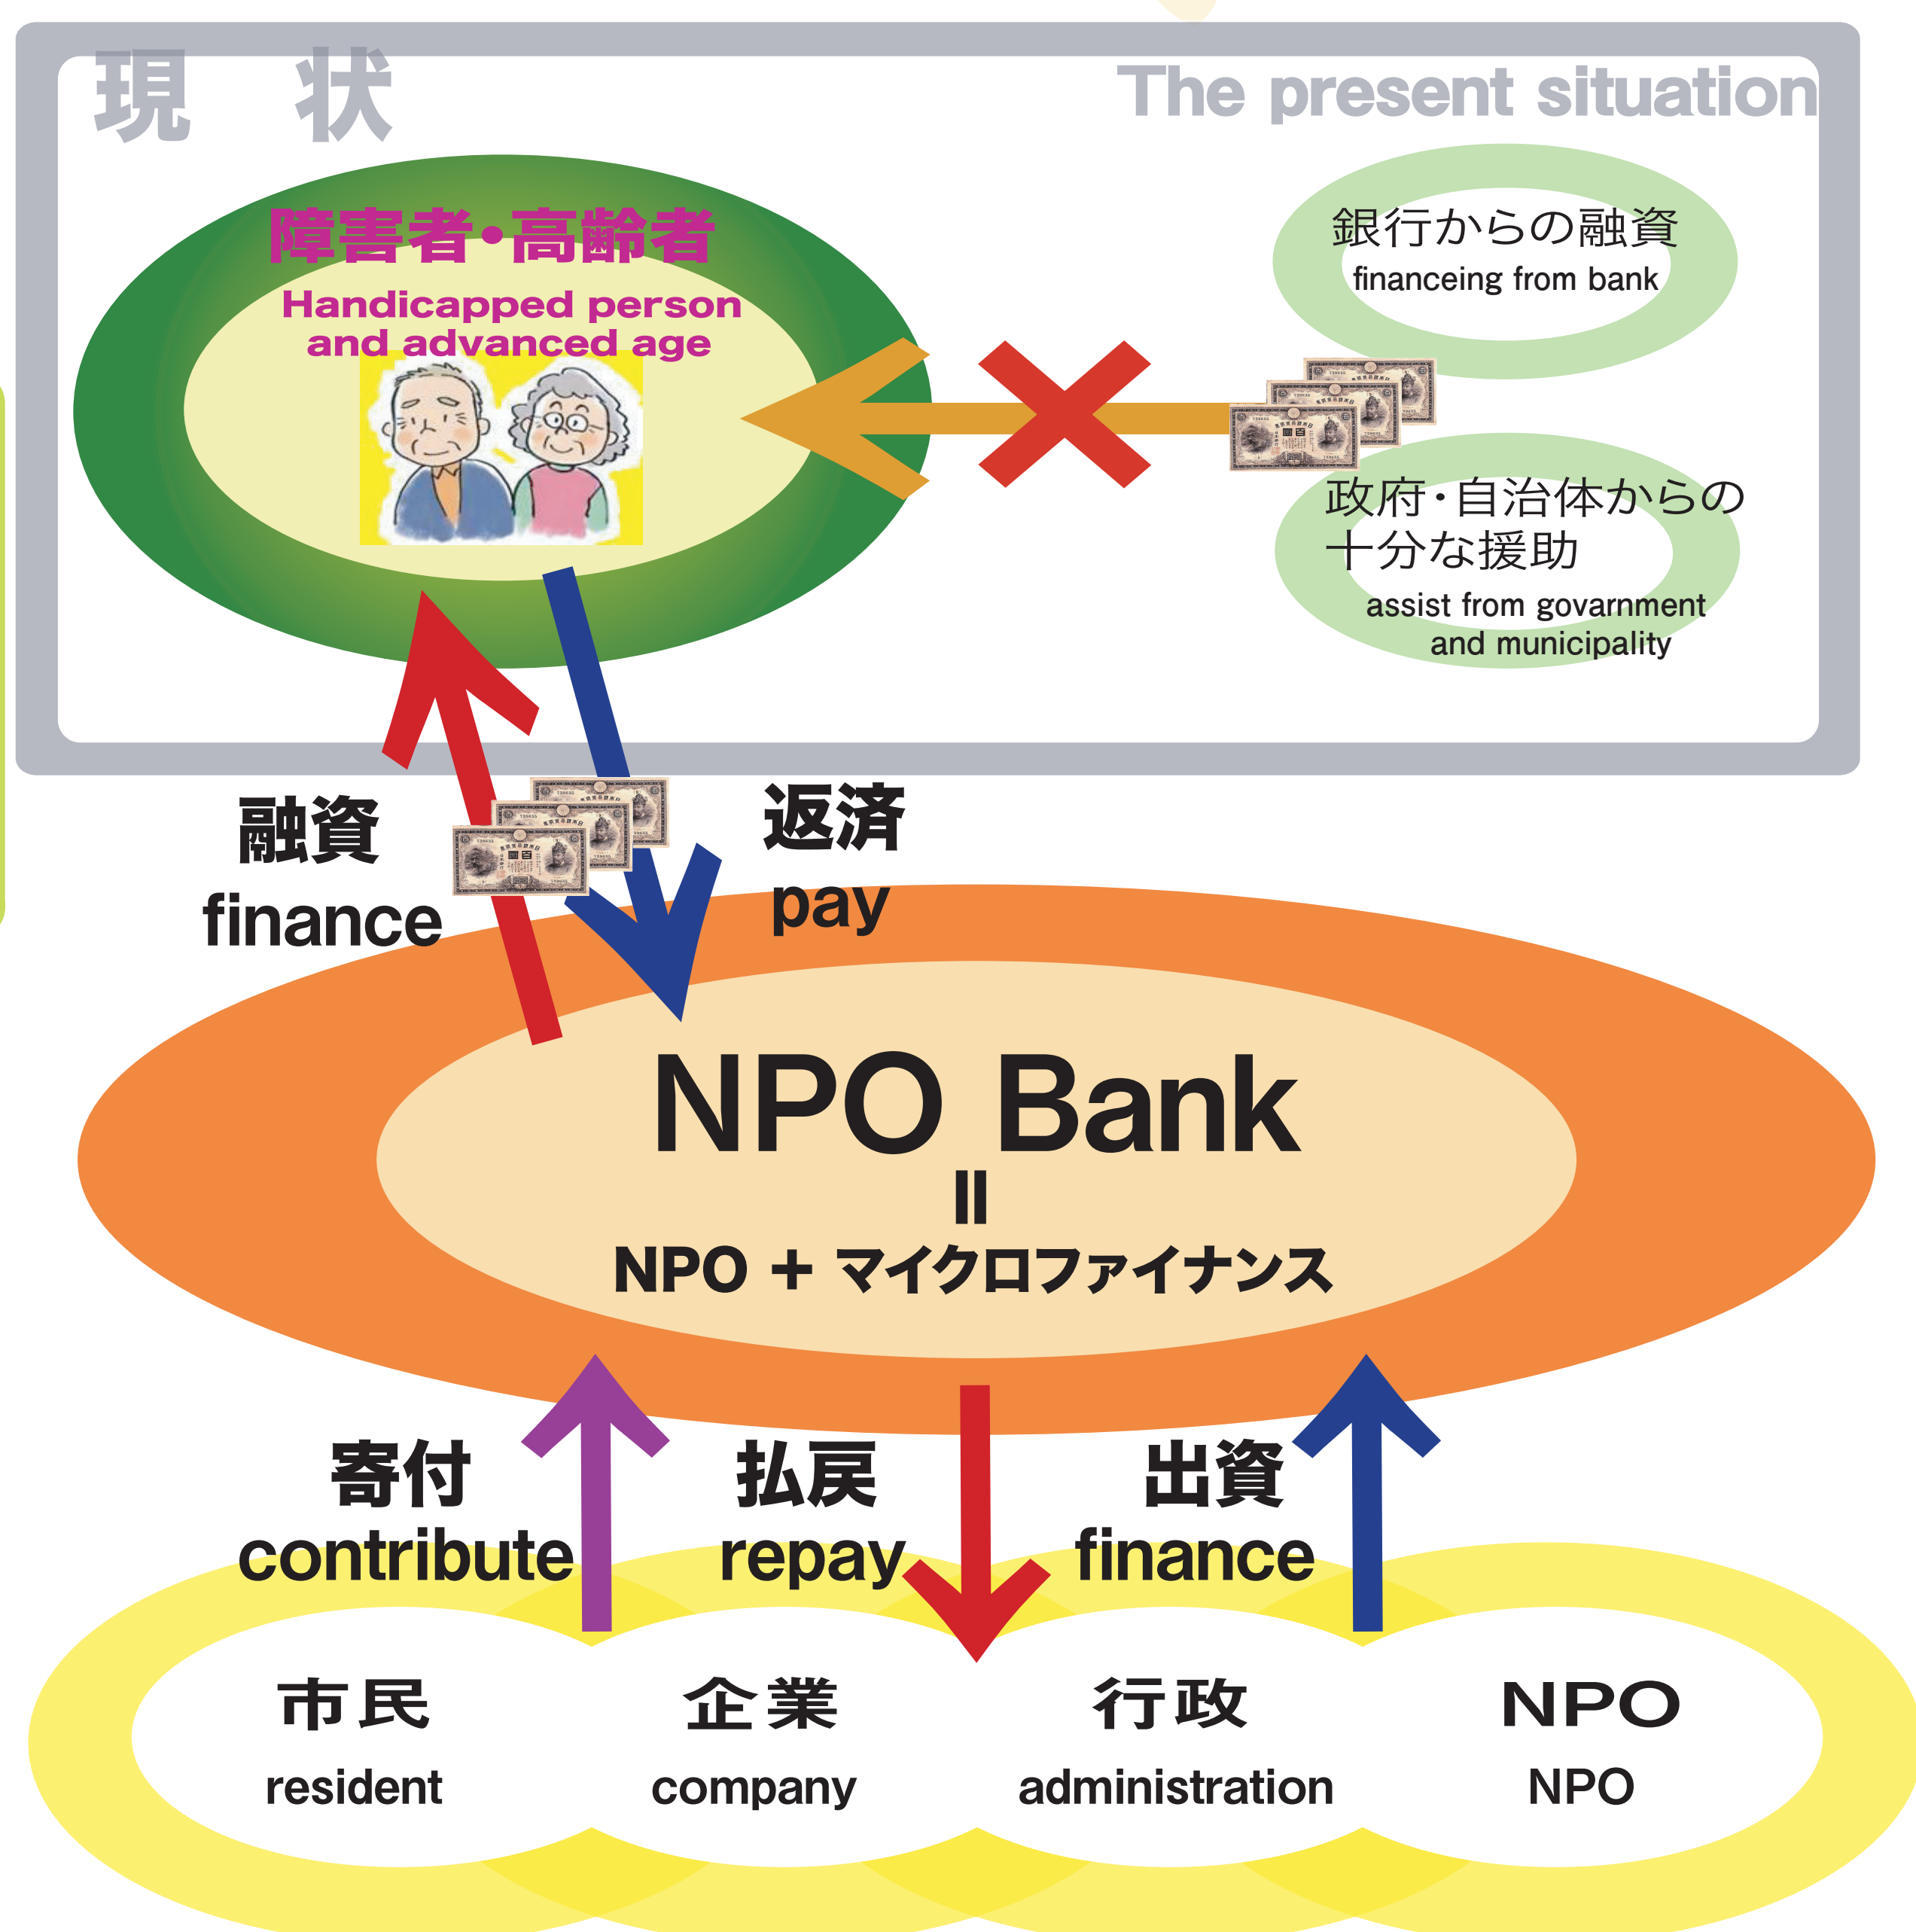 現 状
The present situation
障害者・高齢者
Handicapped person
and advanced age
銀行からの融資
financeing from bank
政府・自治体からの
十分な援助
assist from govarnment
and municipality
融資
finance
返済
pay
NPO Bank
=
NPO + マイクロファイナンス
寄付
contribute
払戻
repay
出資
finance
市民
resident
企業
company
行政
administration
NPO
NPO